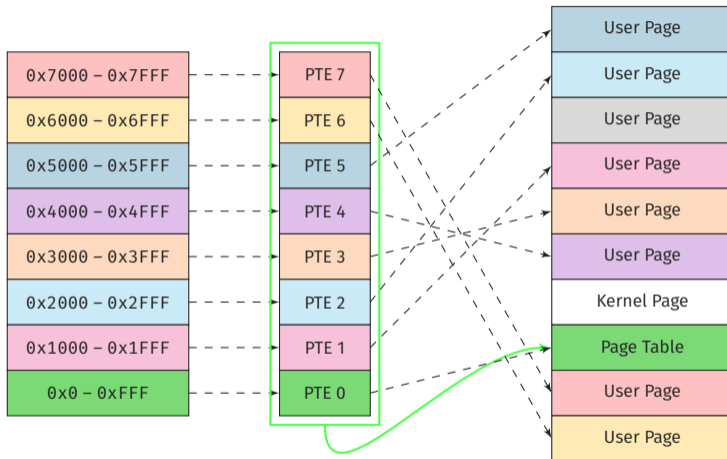 0x7000 – 0x7FFF
0x6000 – 0x6FFF
0x5000 – 0x5FFF
0x4000 – 0x4FFF
0x3000 – 0x3FFF
0x2000 – 0x2FFF
0x1000 – 0x1FFF
0x0 – 0xFFF
PTE 7
PTE 6
PTE 5
PTE 4
PTE 3
PTE 2
PTE 1
PTE 0
User Page
User Page
User Page
User Page
User Page
User Page
Kernel Page
Page Table
User Page
User Page